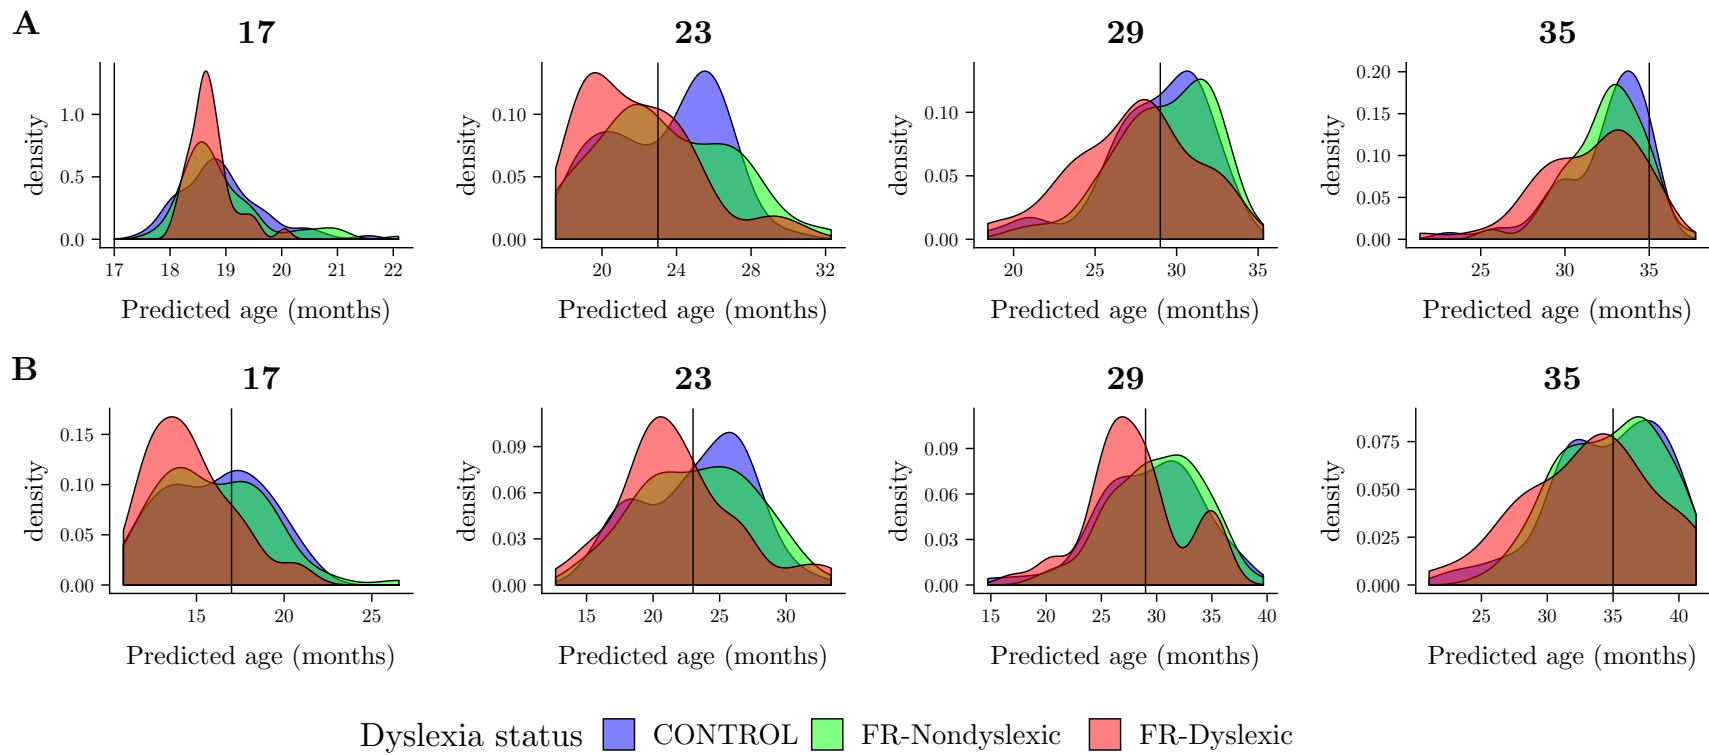 A
17 23 29 35
density density density density
1.0 0.5 0.0
0.10 0.05 0.00
0.10 0.05 0.00
0.20 0.15 0.10 0.05 0.00
17 18 19 20 21 22 20 24 28 32 20 25 30 35 25 30 35
Predicted age (months) Predicted age (months) Predicted age (months) Predicted age (months)
B
17 23 29 35
density density density density
0.15 0.10 0.05 0.00
0.09 0.06 0.03 0.00
0.09 0.06 0.03 0.00
0.075 0.050 0.025 0.000
15 20 25 15 20 25 30 15 20 25 30 35 40 25 30 35 40
Predicted age (months) Predicted age (months) Predicted age (months) Predicted age (months)
Dyslexia status CONTROL FR-Nondyslexic FR-Dyslexic